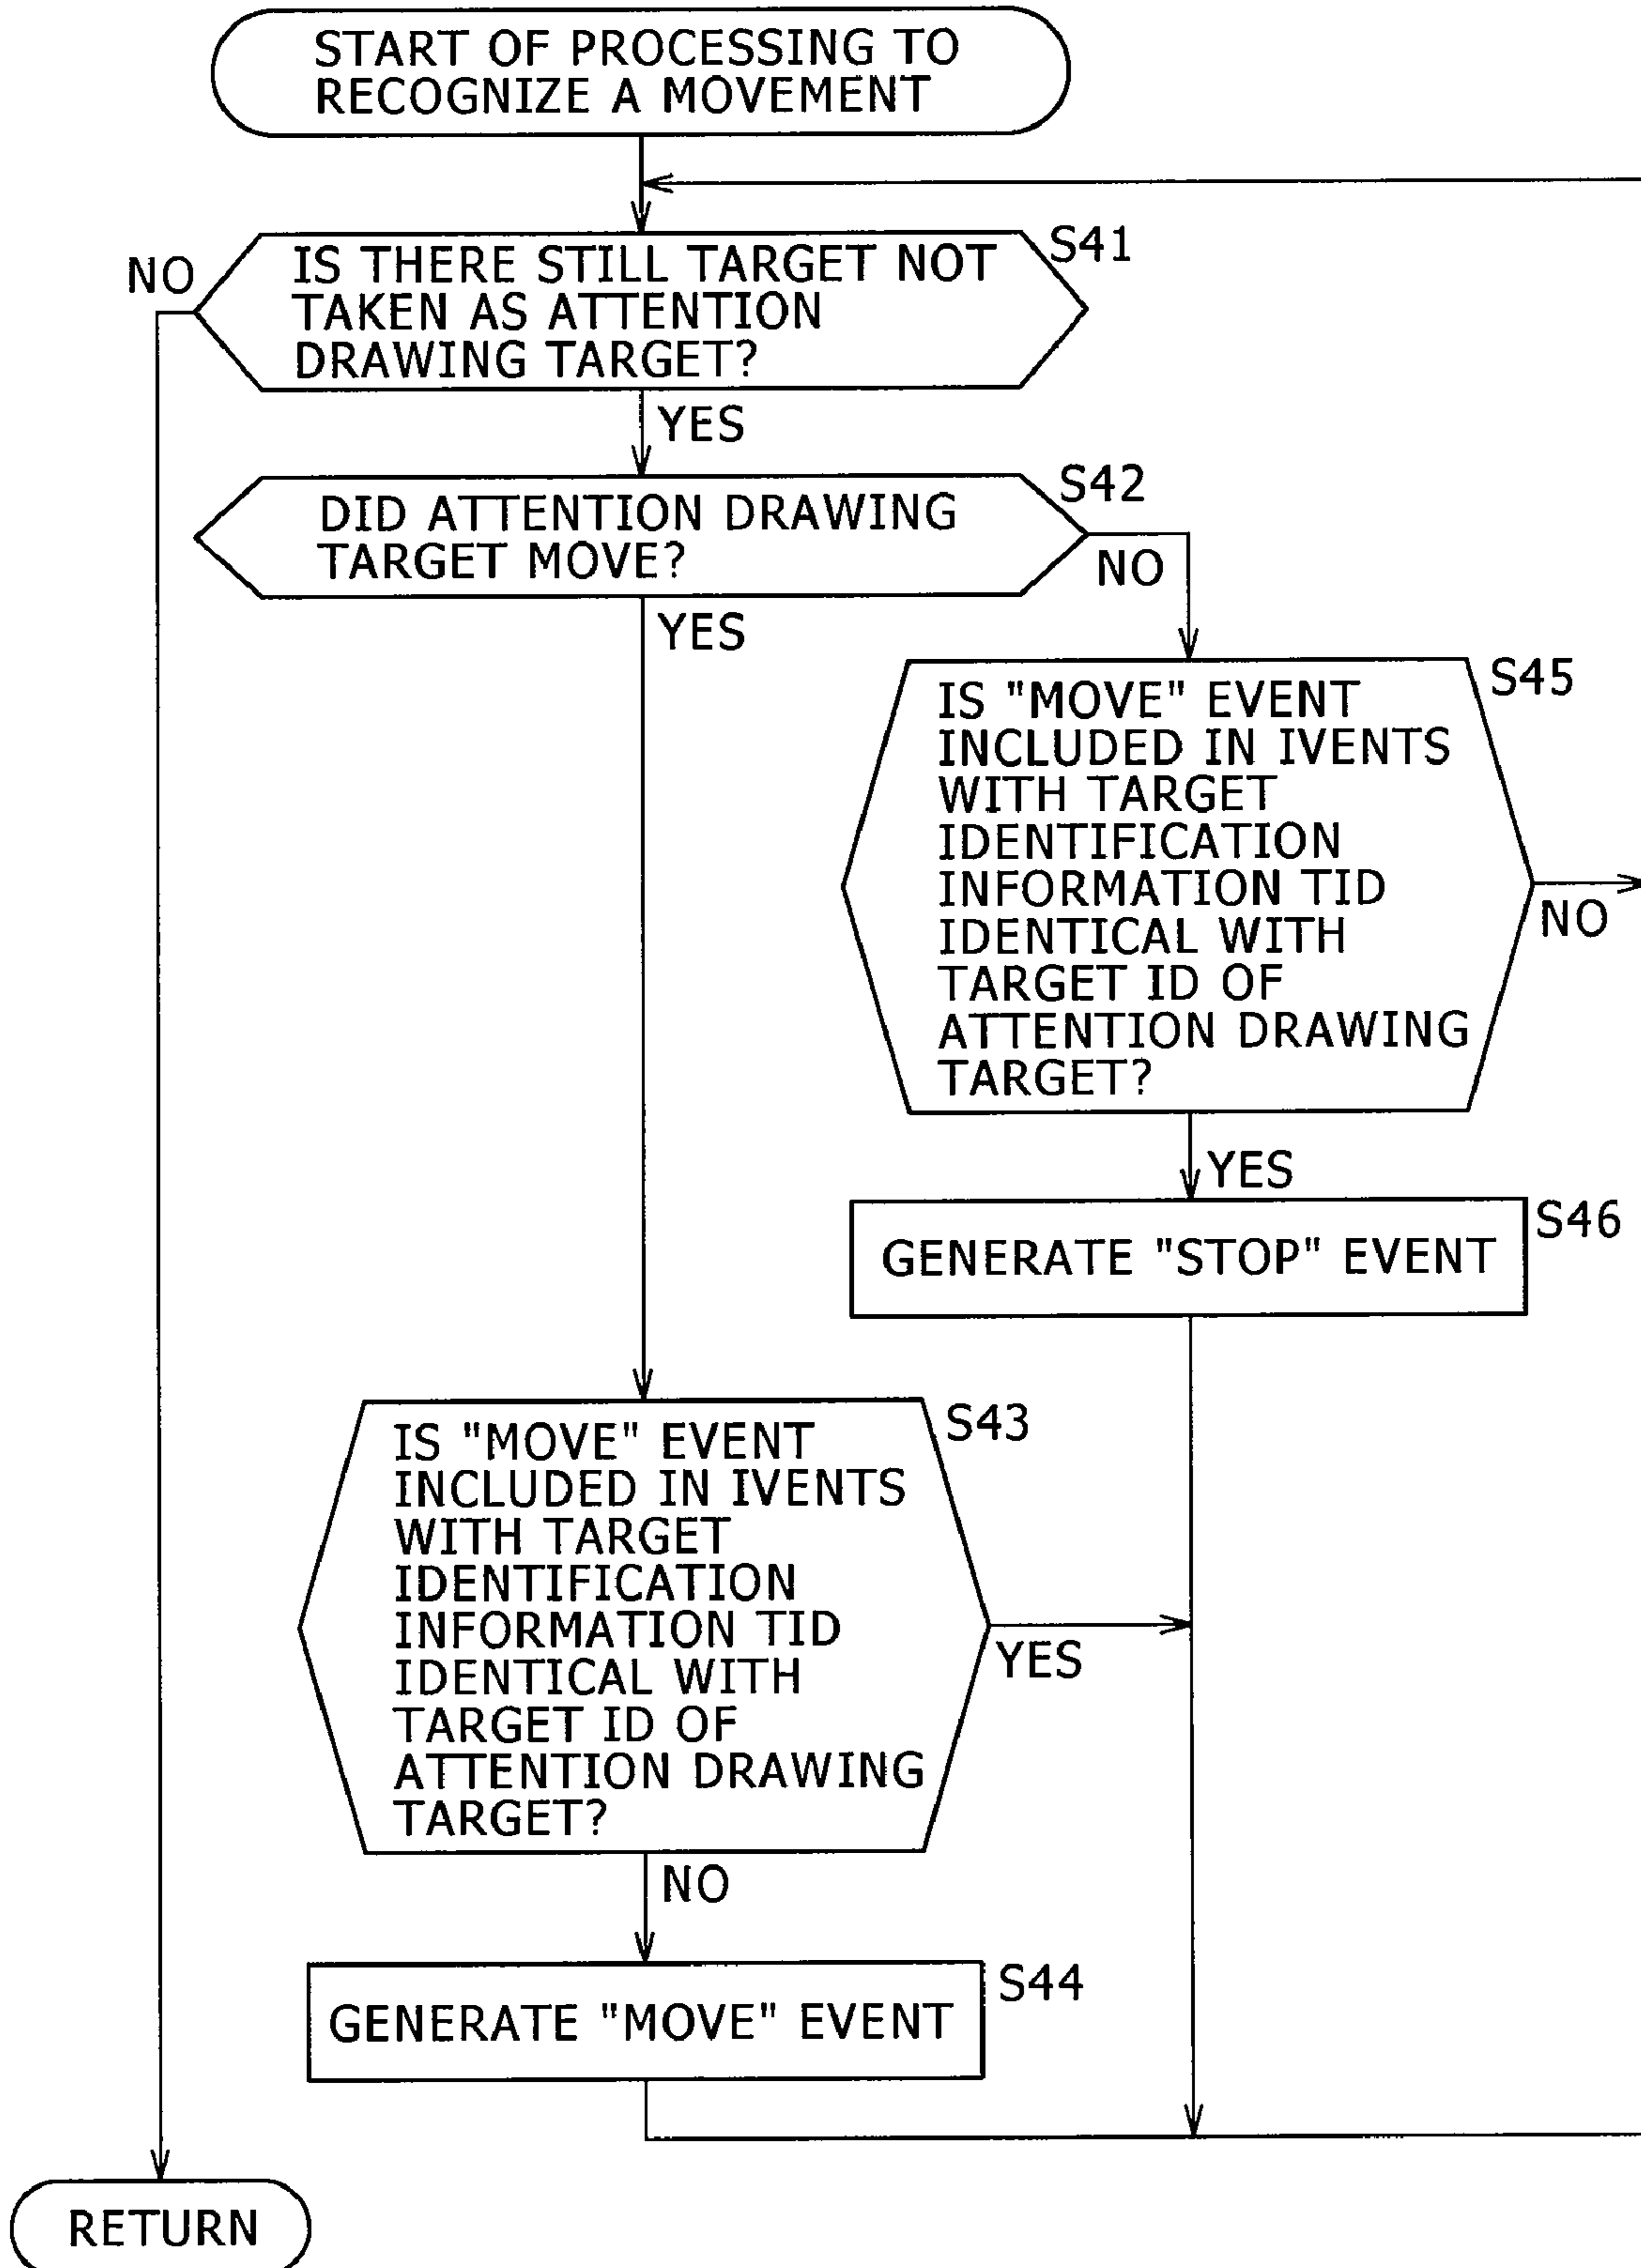 START OF PROCESSING TO
RECOGNIZE A MOVEMENT
S41
NO
IS THERE STILL TARGET NOT
TAKEN AS ATTENTION
DRAWING TARGET?
YES
S42
DID ATTENTION DRAWING
TARGET MOVE?
NO
YES
S45
IS "MOVE" EVENT
INCLUDED IN IVENTS
WITH TARGET
IDENTIFICATION
INFORMATION TID
IDENTICAL WITH
TARGET ID OF
ATTENTION DRAWING
TARGET?
NO
YES
S46
GENERATE "STOP" EVENT
S43
IS "MOVE" EVENT
INCLUDED IN IVENTS
WITH TARGET
IDENTIFICATION
INFORMATION TID
IDENTICAL WITH
TARGET ID OF
ATTENTION DRAWING
TARGET?
YES
NO
S44
GENERATE "MOVE" EVENT
RETURN